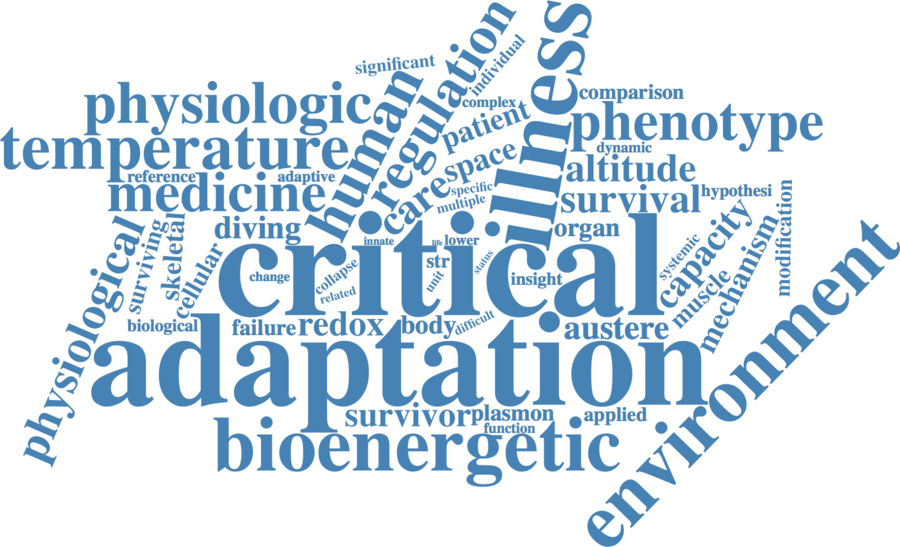 significant
human
regulation
individual
illness
physiologic
complex
comparison
temperature
patient
phenotype
reference
adaptive
care
space
dynamic
altitude
medicine
specific
multiple
survival
hypothesi
physiological
surviving
skeletal
cellular
diving
critical
innate
life
lower
organ
systemic
capacity
muscle
mechanism
modification
change
collapse
related
str
unit
status
insight
biological
failure
redox
body
difficult
austere
environment
adaptation
survivor
plasmon
applied
function
bioenergetic